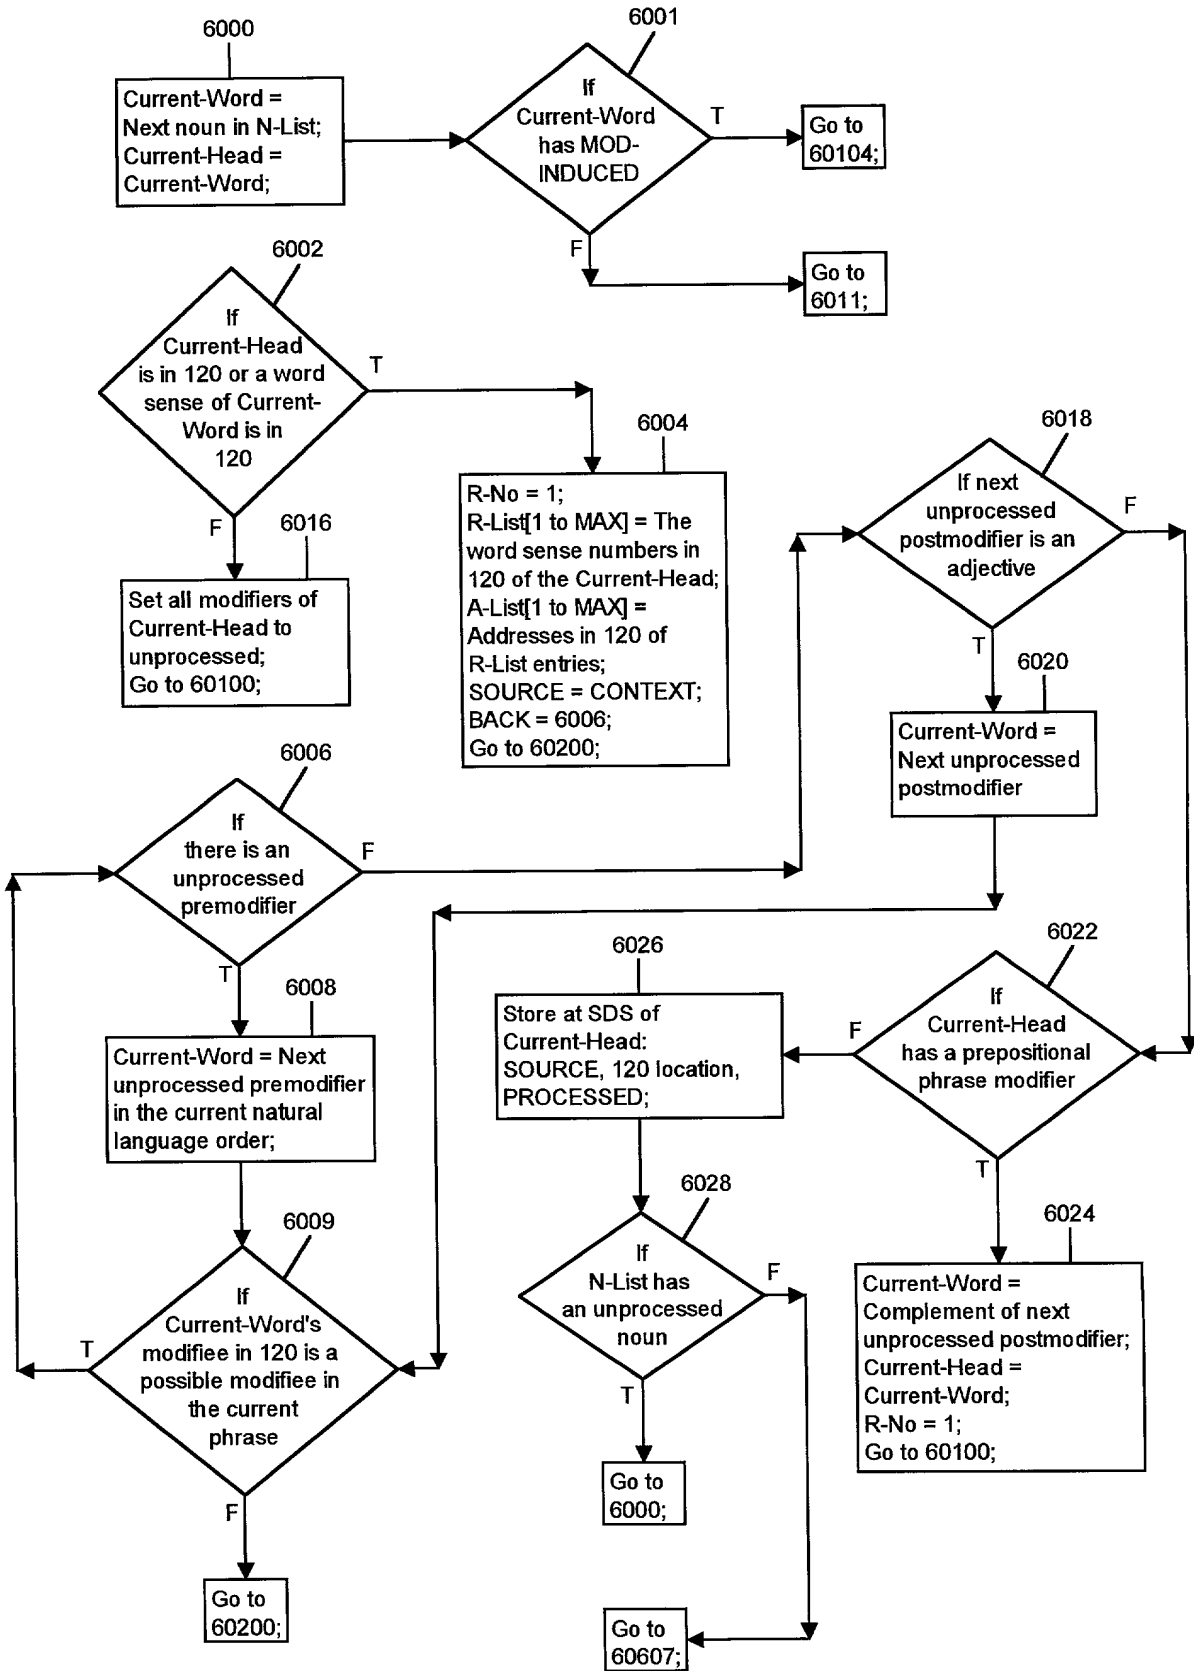 6000
Current-Word =
Next noun in N-List;
Current-Head =
Current-Word;
6001
If
Current-Word
has MOD-
INDUCED
T
Go to
60104;
F
Go to
6011;
6002
If
Current-Head
is in 120 or a word
sense of Current-
Word is in
120
T
F
6004
R-No = 1;
R-List[1 to MAX] = The
word sense numbers in
120 of the Current-Head;
A-List[1 to MAX] =
Addresses in 120 of
R-List entries;
SOURCE = CONTEXT;
BACK = 6006;
Go to 60200;
6016
Set all modifiers of
Current-Head to
unprocessed;
Go to 60100;
6018
If next
unprocessed
postmodifier is an
adjective
F
T
6020
Current-Word =
Next unprocessed
postmodifier
6006
If
there is an
unprocessed
premodifier
F
T
6008
Current-Word = Next
unprocessed premodifier
in the current natural
language order;
6009
If
Current-Word's
modifiee in 120 is a
possible modifiee in
the current
phrase
T
F
Go to
60200;
6022
If
Current-Head
has a prepositional
phrase modifier
F
T
6026
Store at SDS of
Current-Head:
SOURCE, 120 location,
PROCESSED;
6028
If
N-List has
an unprocessed
noun
F
T
Go to
6000;
Go to
60607;
6024
Current-Word =
Complement of next
unprocessed postmodifier;
Current-Head =
Current-Word;
R-No = 1;
Go to 60100;